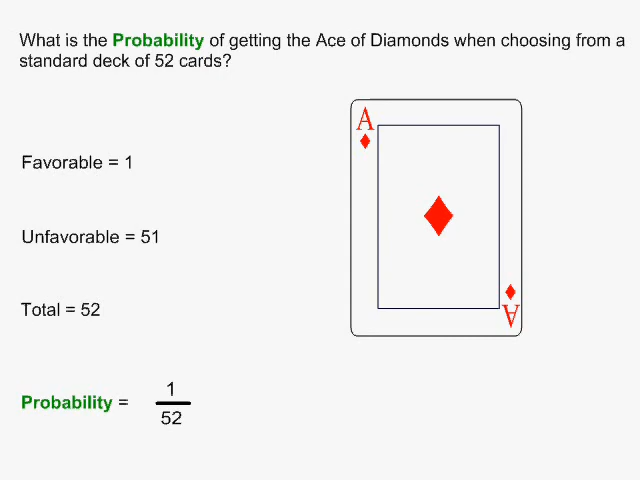 What is the Probability of getting the Ace of Diamonds when choosing from a
standard deck of 52 cards?
A
Favorable = 1
Unfavorable = 51
Total = 52
A
Probability = 1
52